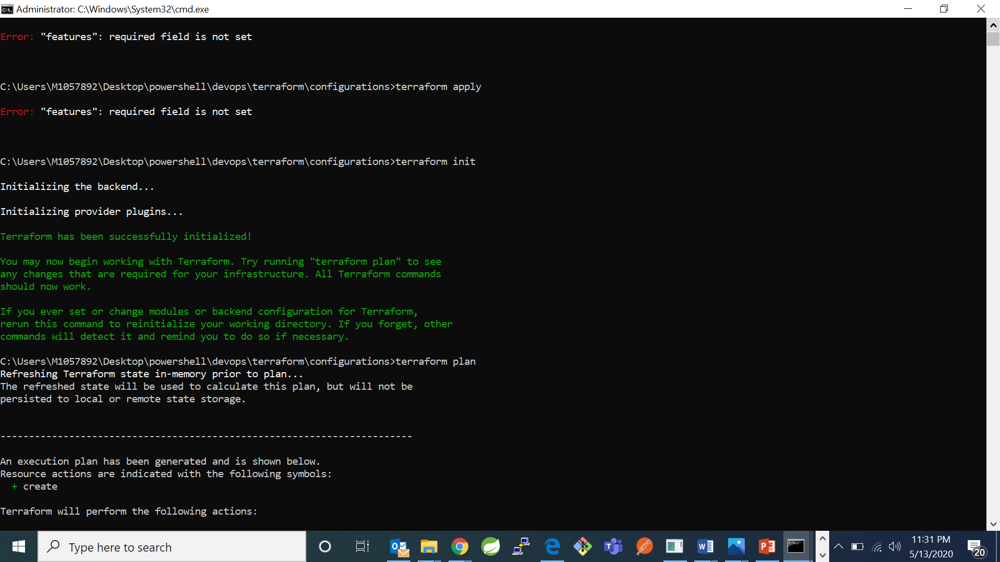 Administrator: C:\Windows\System32\cmd.exe
Error: "features": required field is not set
C:\Users\M1057892\Desktop\powershell\devops\terraform\configurations>terraform apply
Error: "features": required field is not set
C:\Users\M1057892\Desktop\powershell\devops\terraform\configurations>terraform init
Initializing the backend...
Initializing provider plugins...
Terraform has been successfully initialized!
You may now begin working with Terraform. Try running "terraform plan" to see
any changes that are required for your infrastructure. All Terraform commands
should now work.
If you ever set or change modules or backend configuration for Terraform,
rerun this command to reinitialize your working directory. If you forget, other
commands will detect it and remind you to do so if necessary.
C:\Users\M1057892\Desktop\powershell\devops\terraform\configurations>terraform plan
Refreshing Terraform state in-memory prior to plan...
The refreshed state will be used to calculate this plan, but will not be
persisted to local or remote state storage.
------------------------------------------------------------------------
An execution plan has been generated and is shown below.
Resource actions are indicated with the following symbols:
+ create
Terraform will perform the following actions:
Type here to search
11:31 PM
5/13/2020
20